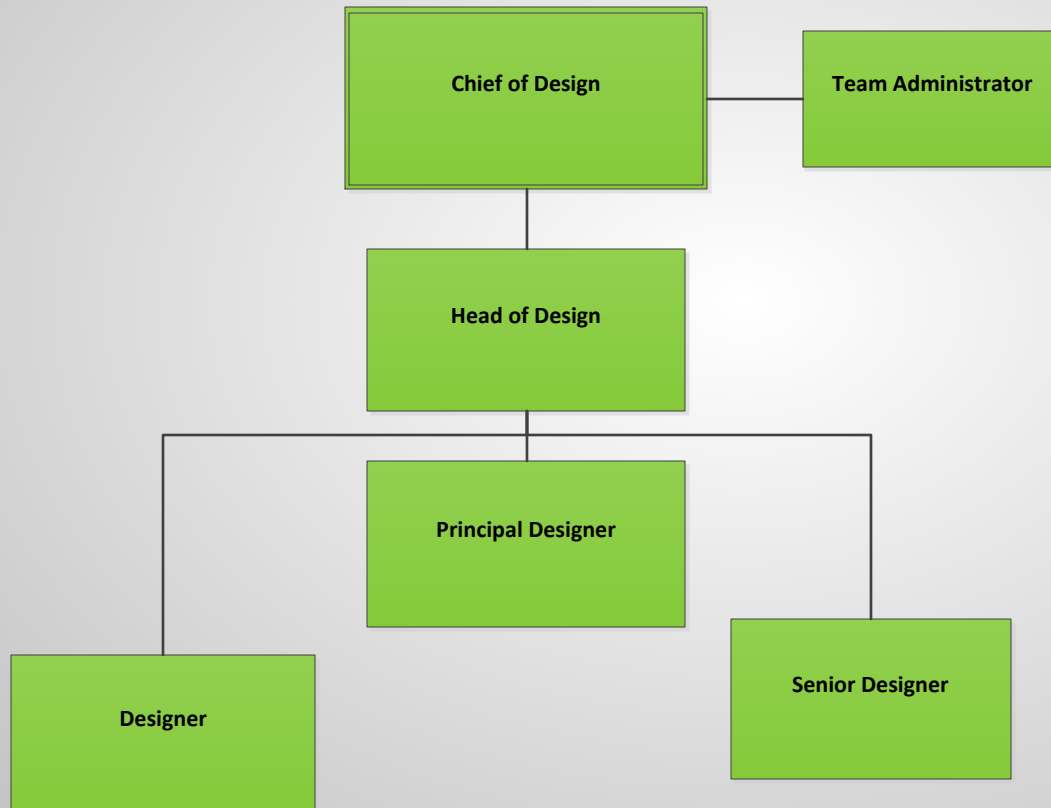 Chief of Design
Team Administrator
Head of Design
Principal Designer
Senior Designer
Designer